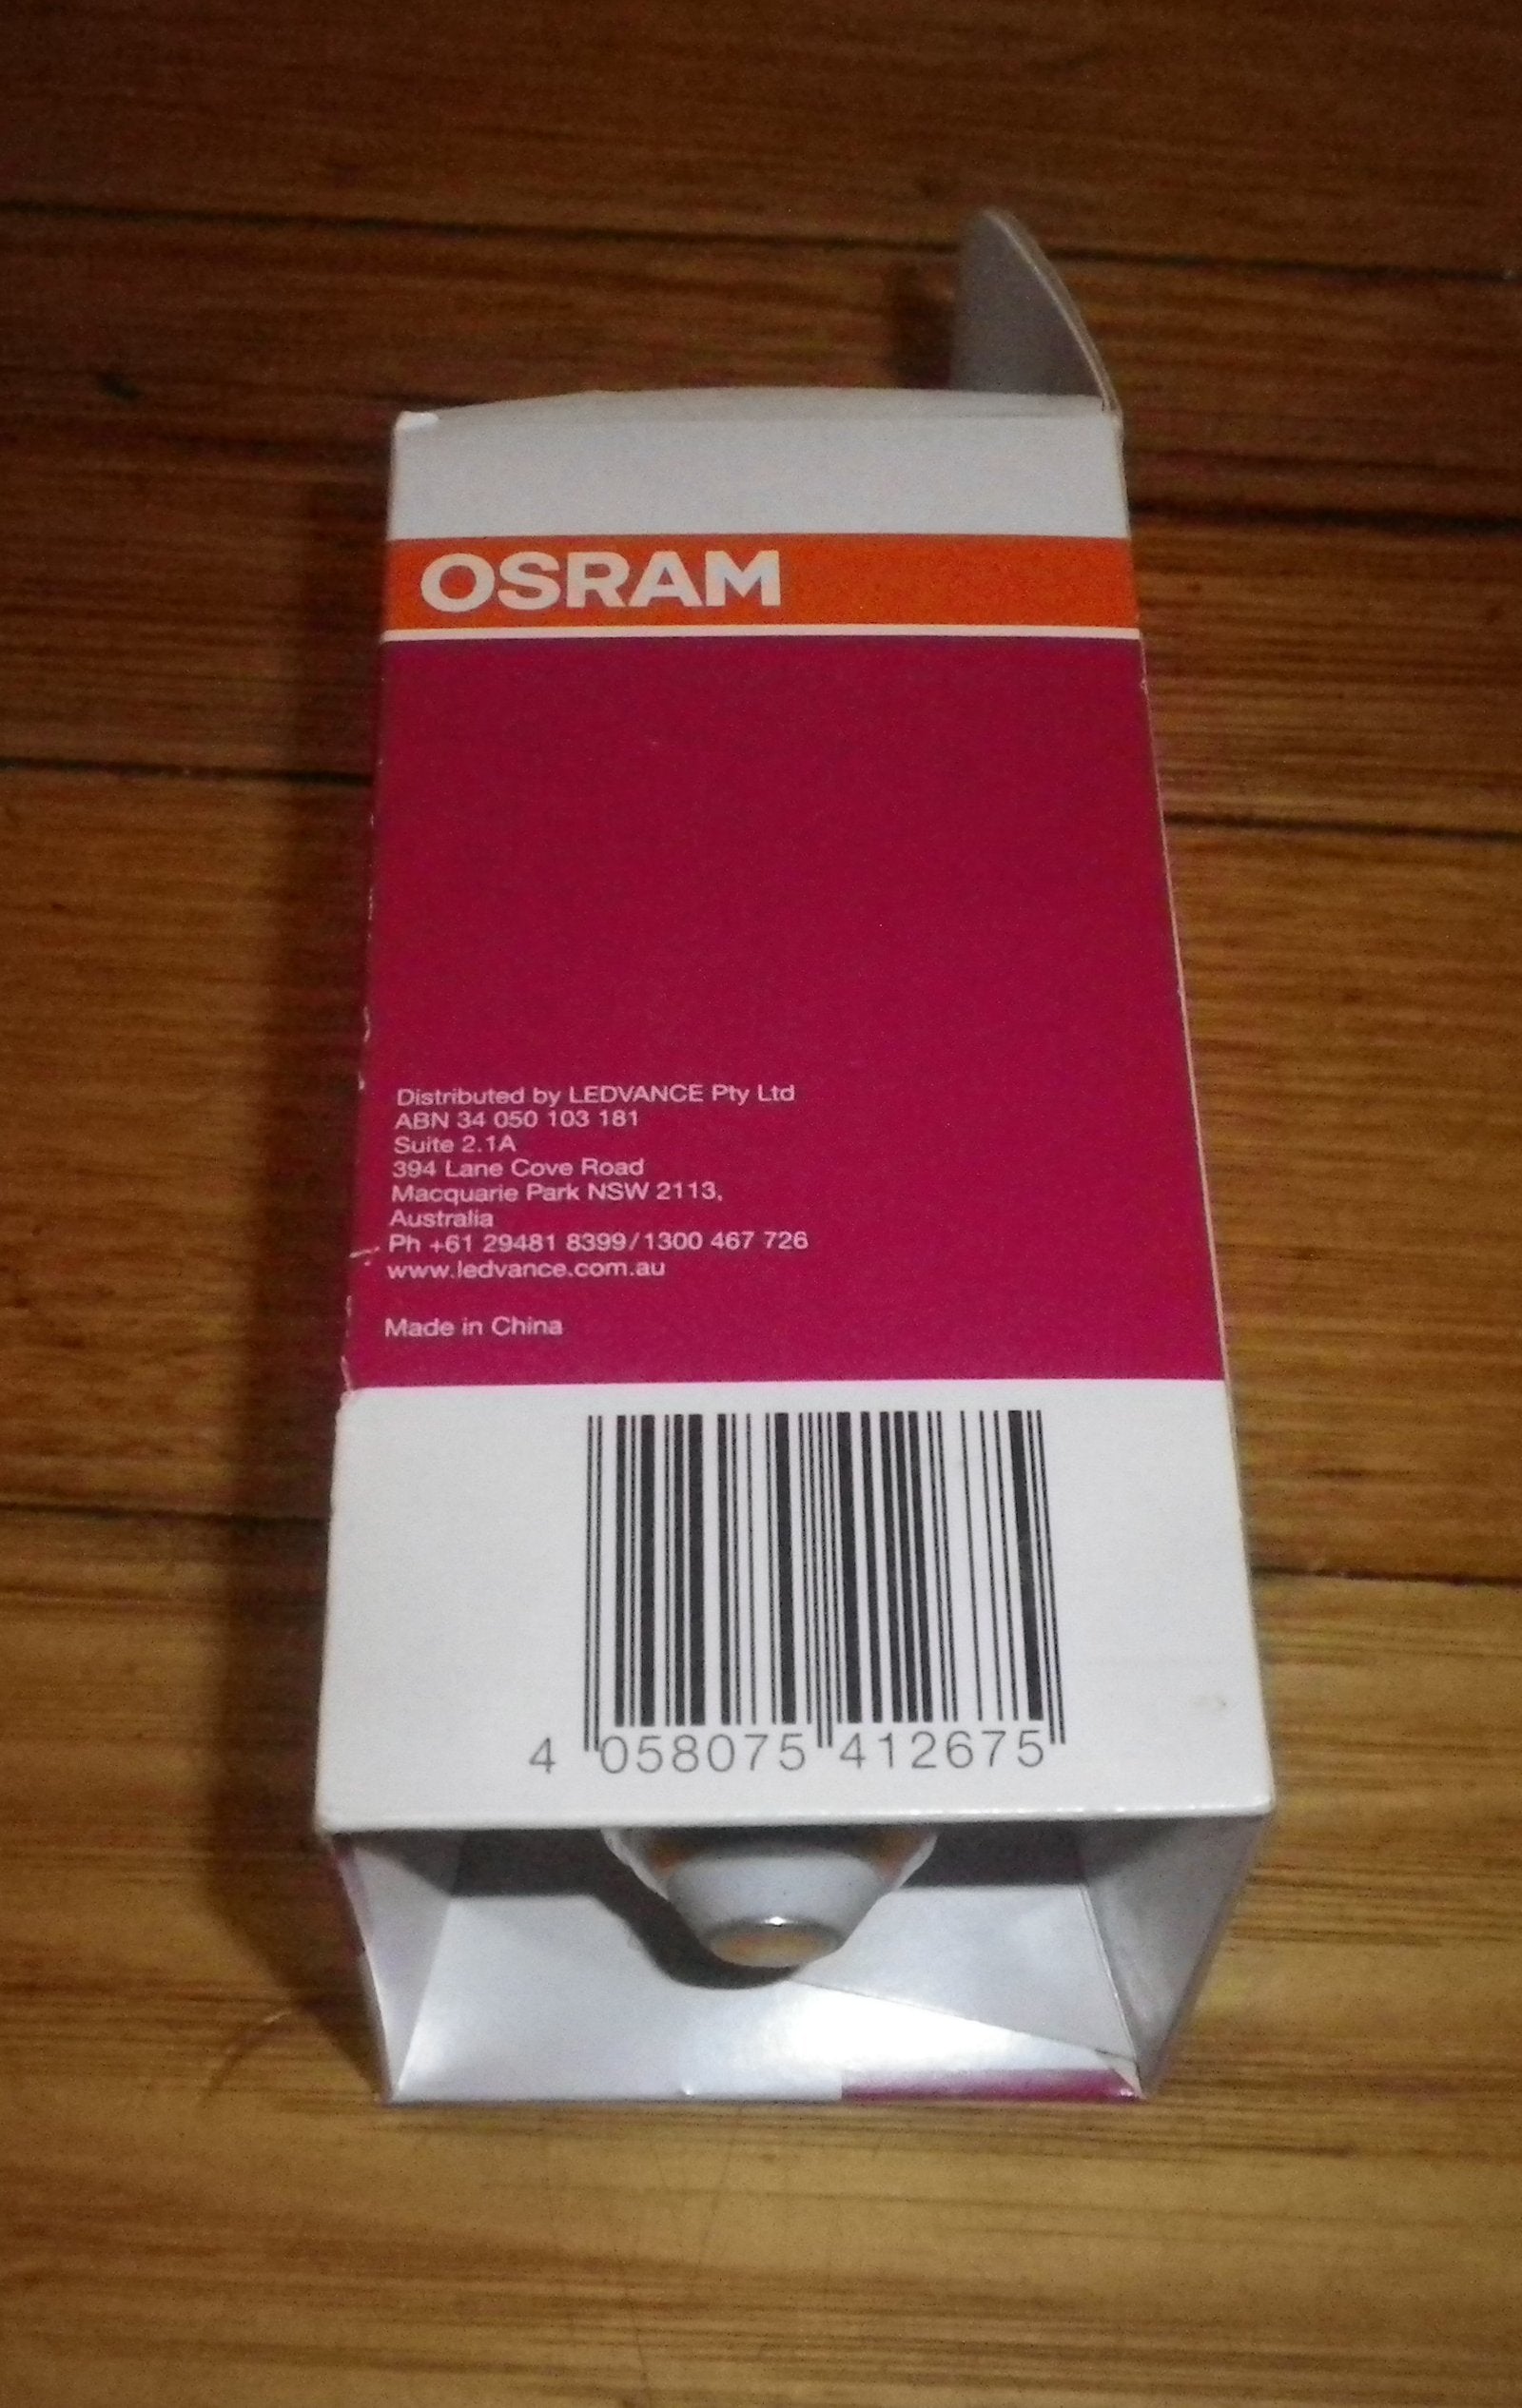 OSRAM
Distributed by LEDVANCE Pty Ltd
ABN 34 050 103 181
Suite 2.1A
394 Lane Cove Road
Macquarie Park NSW 2113,
Australia
Ph +61 29481 8399/1300 467 726
www.ledvance.com.au
Made in China
4 058075 412675